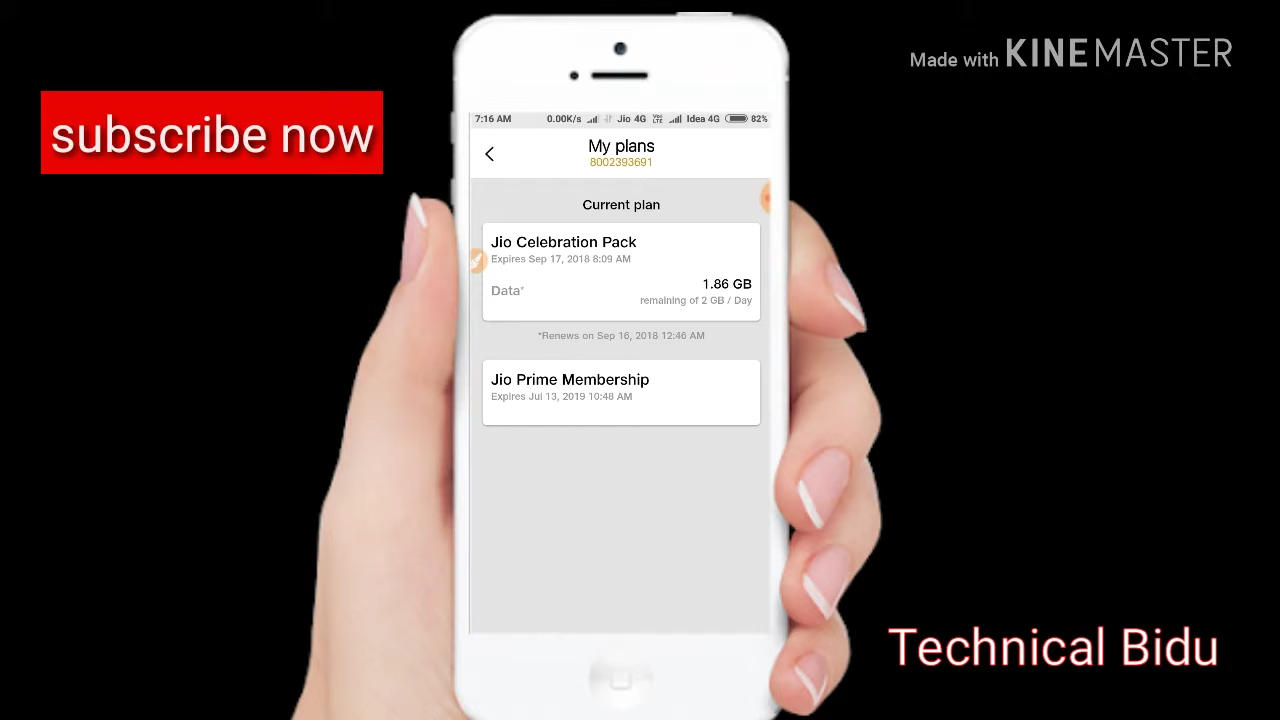 Made with KINEMASTER
subscribe now
7:16 AM 0.00K/s Jio 4G VoLTE Idea 4G 82%
My plans
8002393691
Current plan
Jio Celebration Pack
Expires Sep 17, 2018 8:09 AM
1.86 GB
Data*
remaining of 2 GB / Day
*Renews on Sep 16, 2018 12:46 AM
Jio Prime Membership
Expires Jul 13, 2019 10:48 AM
Technical Bidu